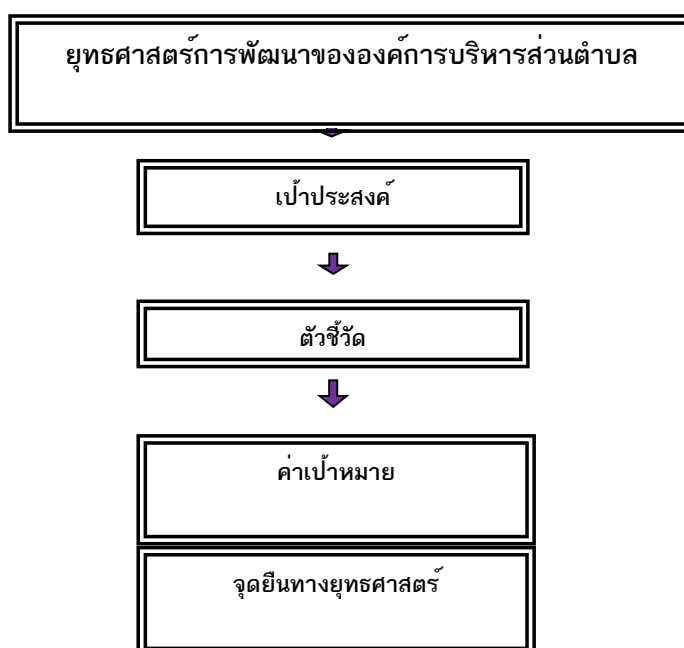 ยุทธศาสตร์การพัฒนาขององค์การบริหารส่วนตำบล
เป้าประสงค์
ตัวชี้วัด
ค่าเป้าหมาย
จุดยืนทางยุทธศาสตร์